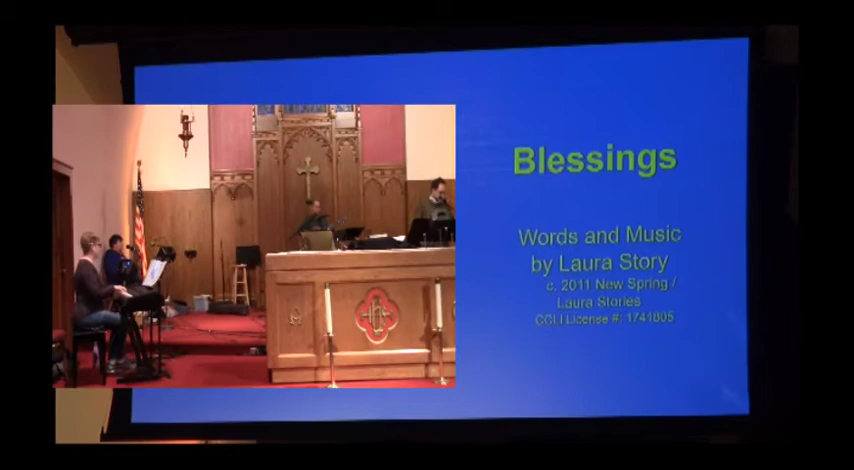 Blessings
Words and Music
by Laura Story
c. 2011 New Spring /
Laura Stories
CCLI License #: 1741605